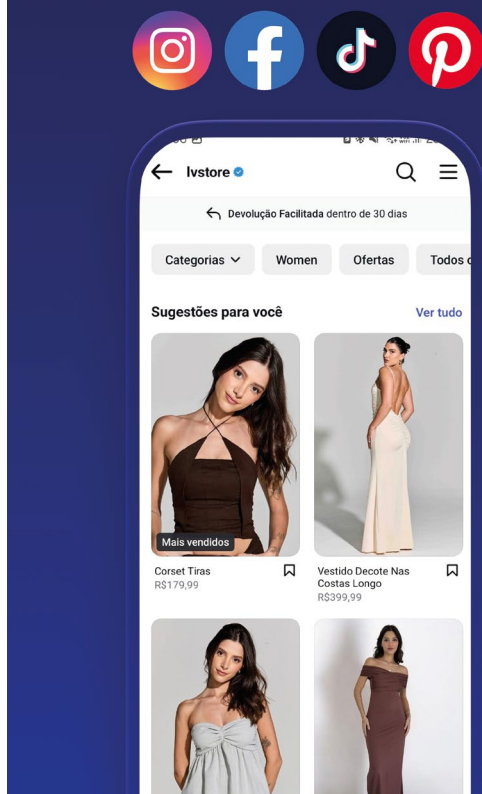 lvstore
Devolução Facilitada dentro de 30 dias
Categorias
Women
Ofertas
Todos
Sugestões para você
Ver tudo
Mais vendidos
Corset Tiras
R$179,99
Vestido Decote Nas
Costas Longo
R$399,99